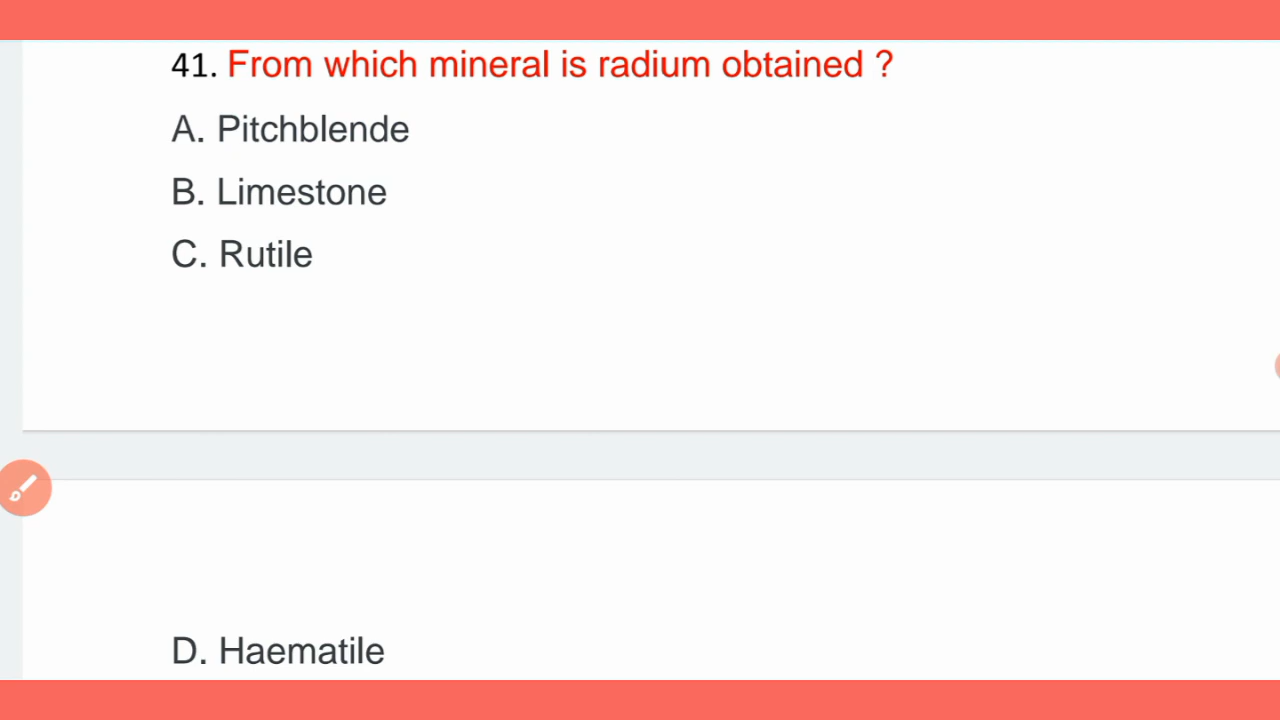 41. From which mineral is radium obtained ?
A. Pitchblende
B. Limestone
C. Rutile
D. Haematile